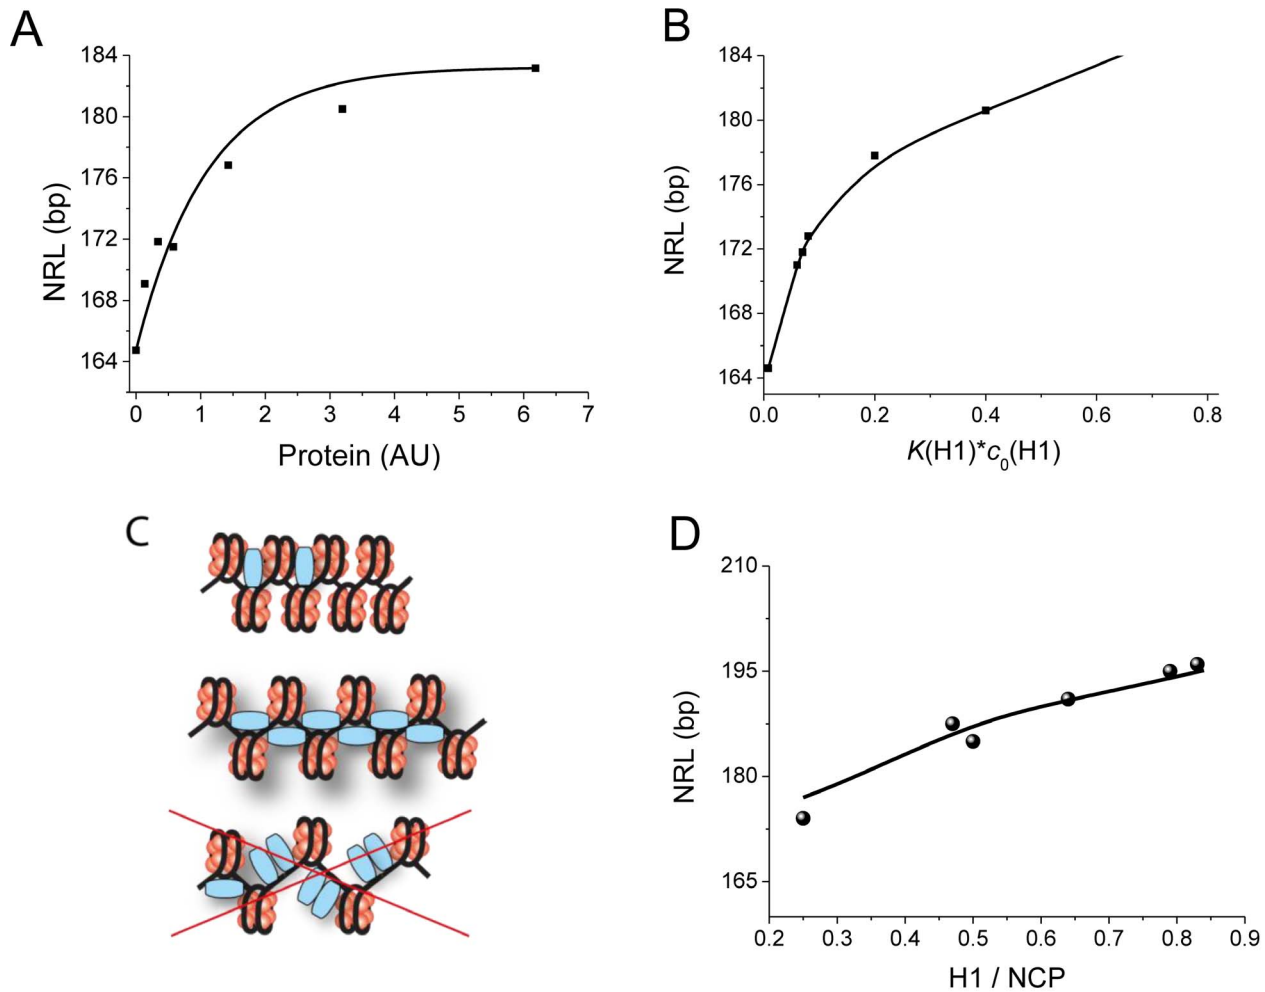 A
184
180
176
172
168
164
NRL (bp)
0 1 2 3 4 5 6 7
Protein (AU)
B
184
180
176
172
168
164
NRL (bp)
0.0 0.2 0.4 0.6 0.8
K(H1)*c0(H1)
C
D
210
195
180
165
NRL (bp)
0.2 0.3 0.4 0.5 0.6 0.7 0.8 0.9
H1 / NCP